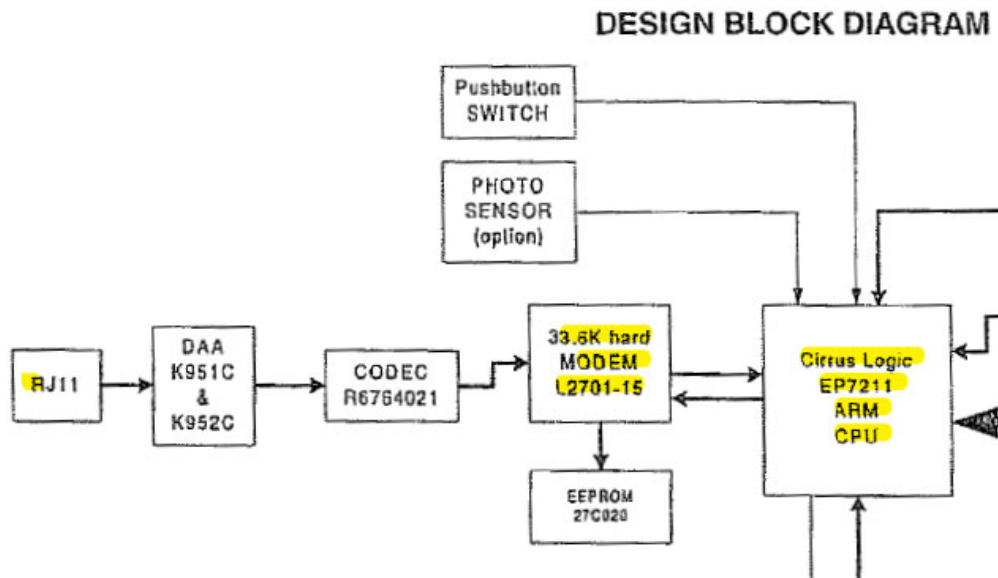 DESIGN BLOCK DIAGRAM
Pushbutton
SWITCH
PHOTO
SENSOR
(option)
RJ11
DAA
K951C
&
K952C
CODEC
R6764021
33.6K hard
MODEM
L2701-15
EEPROM
27C020
Cirrus Logic
EP7211
ARM
CPU